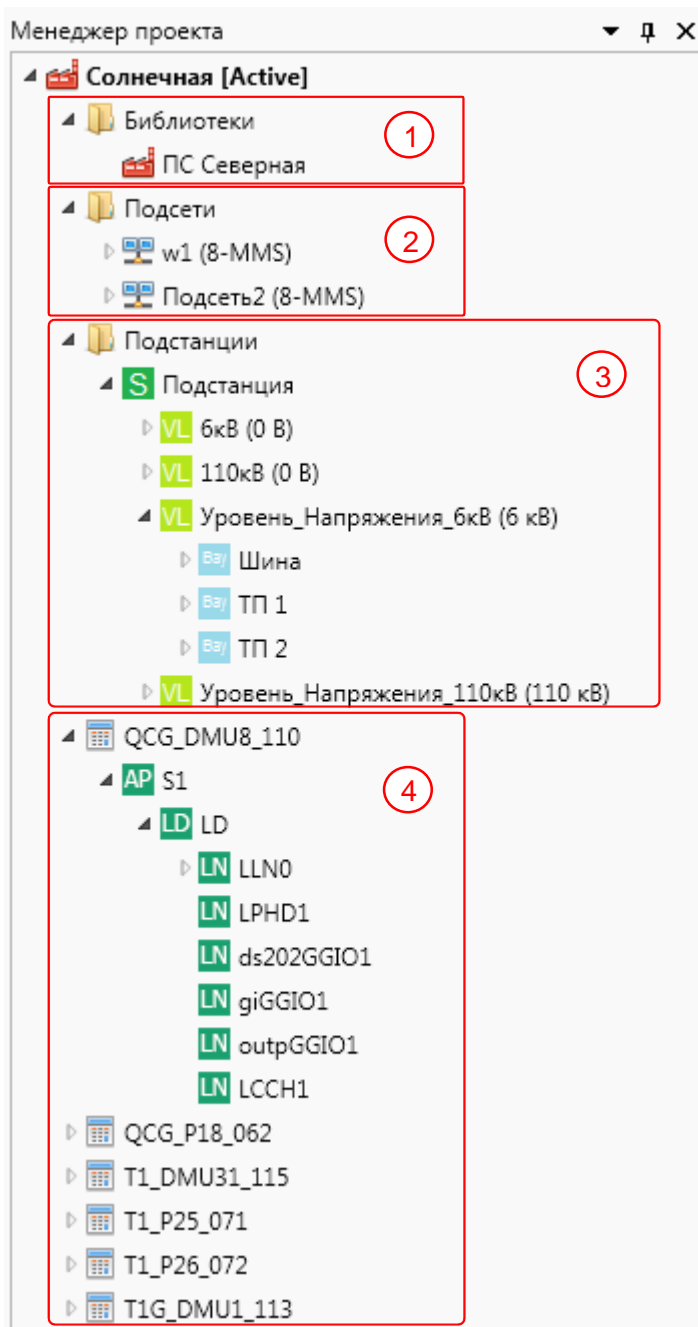 Менеджер проекта
Солнечная [Active]
Библиотеки
1
ПС Северная
Подсети
2
w1 (8-MMS)
Подсеть2 (8-MMS)
Подстанции
3
S Подстанция
VL 6кВ (0 В)
VL 110кВ (0 В)
VL Уровень_Напряжения_6кВ (6 кВ)
Bay Шина
Bay ТП 1
Bay ТП 2
VL Уровень_Напряжения_110кВ (110 кВ)
QCG_DMU8_110
AP S1
4
LD LD
LN LLN0
LN LPHD1
LN ds202GGIO1
LN giGGIO1
LN outpGGIO1
LN LCCH1
QCG_P18_062
T1_DMU31_115
T1_P25_071
T1_P26_072
T1G_DMU1_113